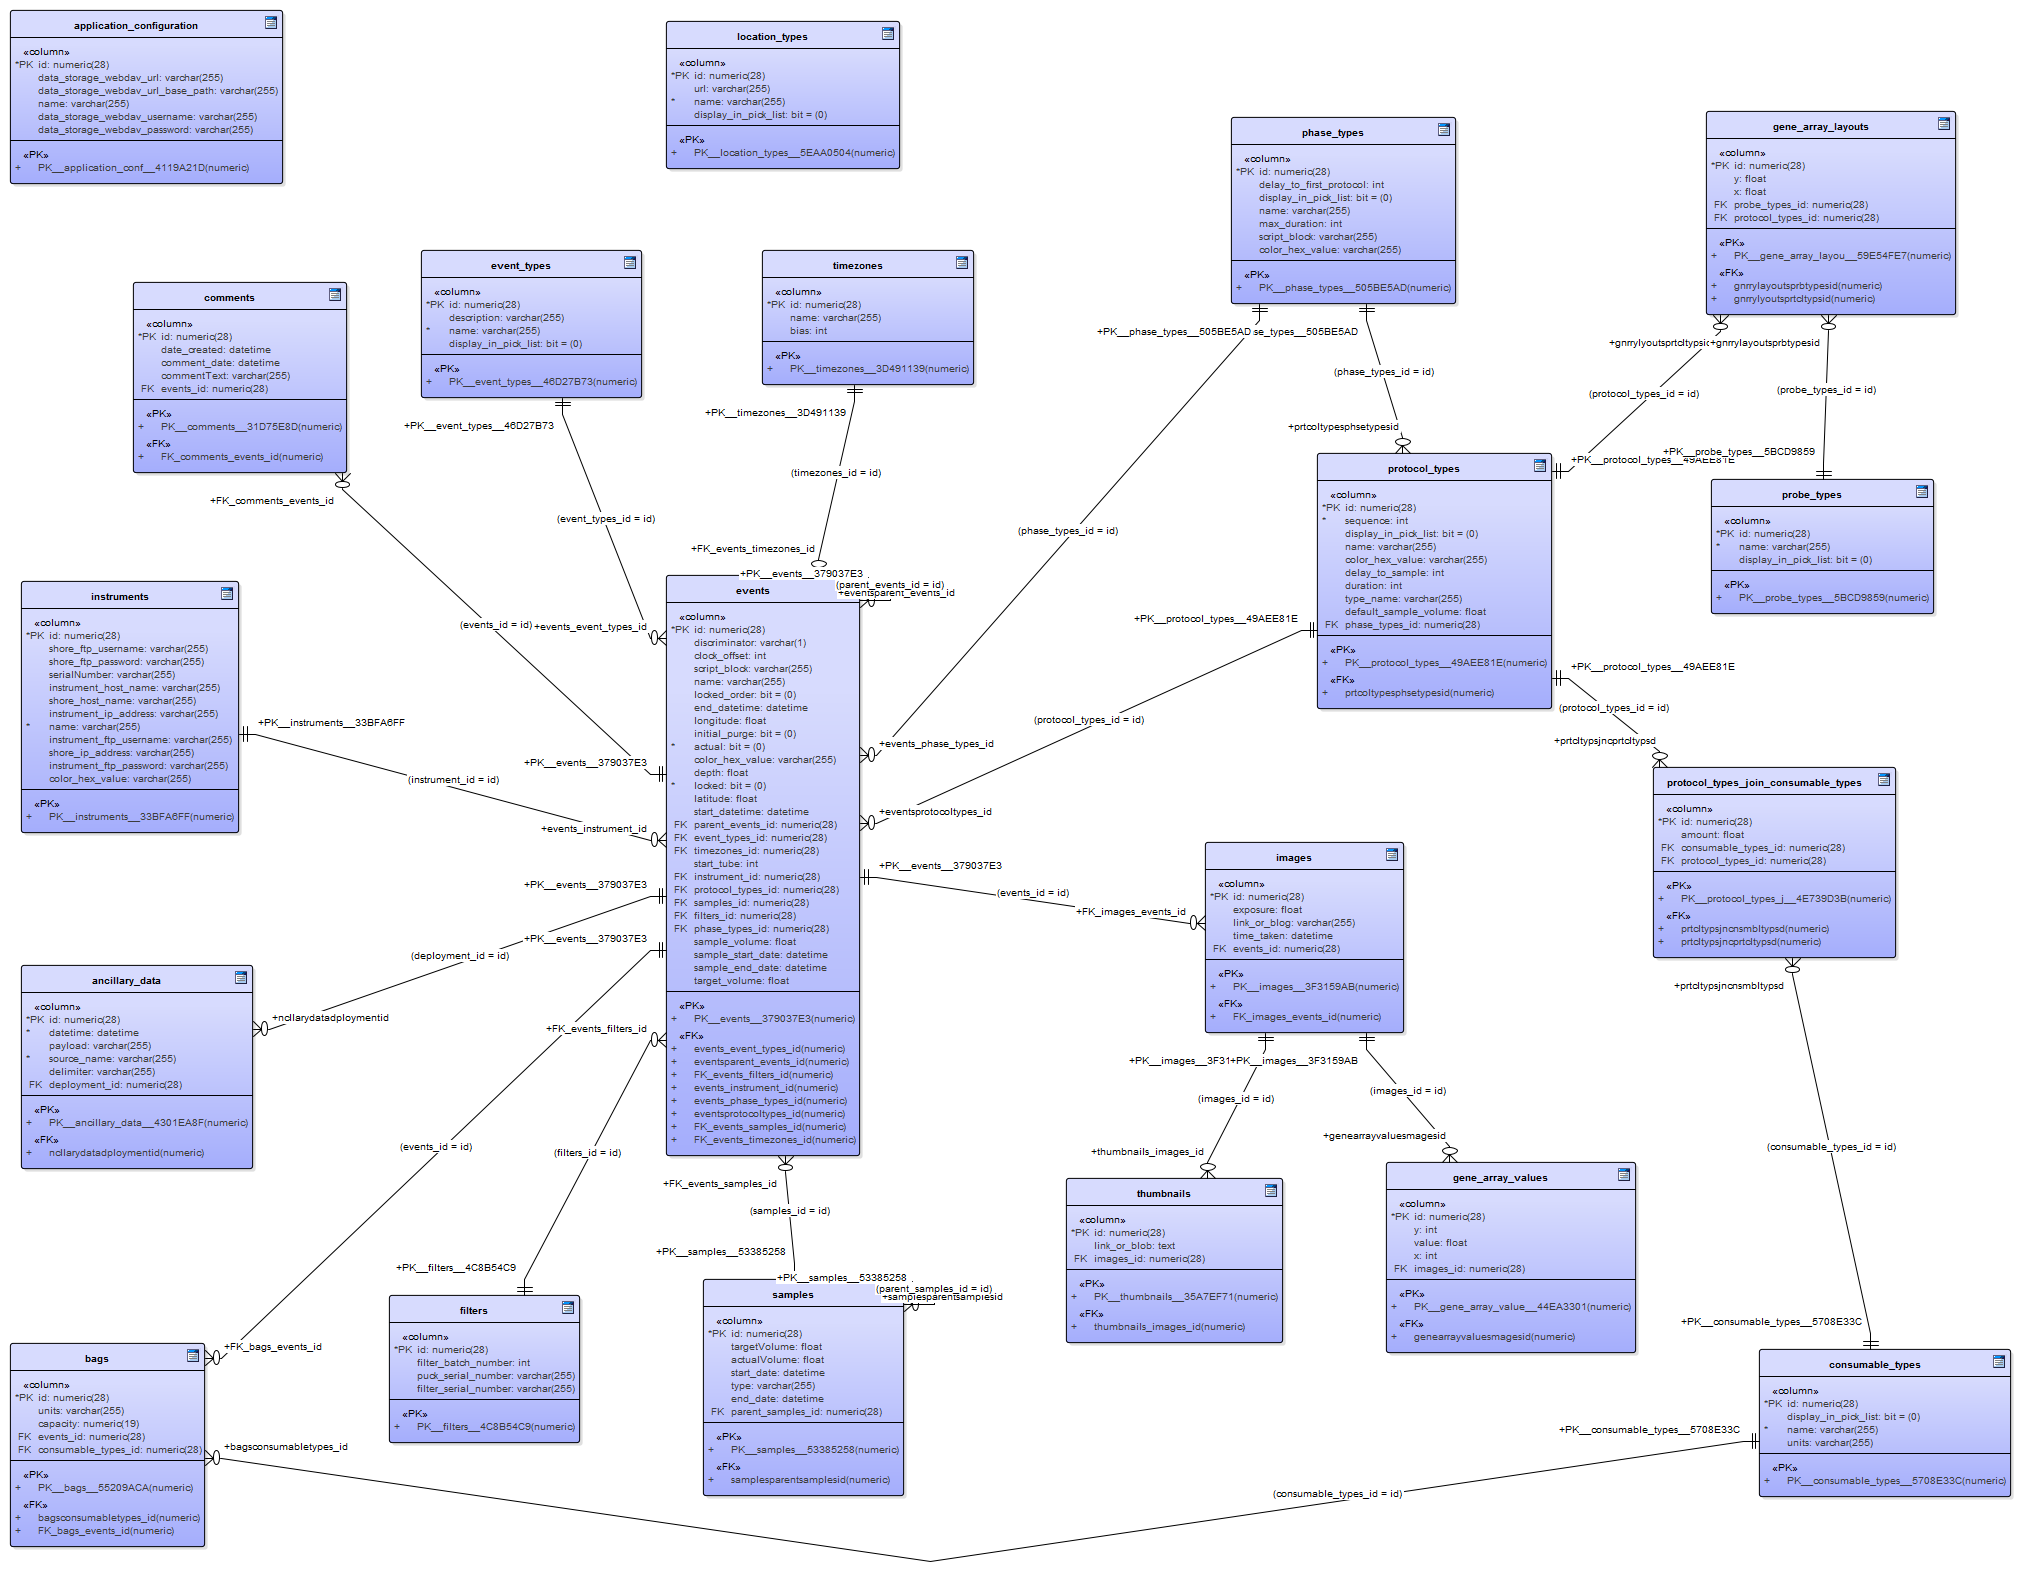 application_configuration
«column»
*PK id: numeric(28)
data_storage_webdav_url: varchar(255)
data_storage_webdav_url_base_path: varchar(255)
name: varchar(255)
data_storage_webdav_username: varchar(255)
data_storage_webdav_password: varchar(255)
«PK»
+ PK__application_conf__4119A21D(numeric)
location_types
«column»
*PK id: numeric(28)
url: varchar(255)
* name: varchar(255)
display_in_pick_list: bit = (0)
«PK»
+ PK__location_types__5EAA0504(numeric)
phase_types
«column»
*PK id: numeric(28)
delay_to_first_protocol: int
display_in_pick_list: bit = (0)
name: varchar(255)
max_duration: int
script_block: varchar(255)
color_hex_value: varchar(255)
«PK»
+ PK__phase_types__505BE5AD(numeric)
gene_array_layouts
«column»
*PK id: numeric(28)
y: float
x: float
FK probe_types_id: numeric(28)
FK protocol_types_id: numeric(28)
«PK»
+ PK__gene_array_layou__59E54FE7(numeric)
«FK»
+ gnrrylayoutsprbtypesid(numeric)
+ gnrrylyoutsprtcltypsid(numeric)
comments
«column»
*PK id: numeric(28)
date_created: datetime
comment_date: datetime
commentText: varchar(255)
FK events_id: numeric(28)
«PK»
+ PK__comments__31D75E8D(numeric)
«FK»
+ FK_comments_events_id(numeric)
event_types
«column»
*PK id: numeric(28)
description: varchar(255)
* name: varchar(255)
display_in_pick_list: bit = (0)
«PK»
+ PK__event_types__46D27B73(numeric)
timezones
«column»
*PK id: numeric(28)
name: varchar(255)
bias: int
«PK»
+ PK__timezones__3D491139(numeric)
+PK__phase_types__505BE5AD
se_types__505BE5AD
+gnrrylyoutsprtcltypsi
+gnrrylayoutsprbtypesid
(phase_types_id = id)
(protocol_types_id = id)
(probe_types_id = id)
+PK__event_types__46D27B73
+PK__timezones__3D491139
+prtcoltypesphsetypesid
+PK__probe_types__5BCD9859
+PK__protocol_types__49AEE81E
(timezones_id = id)
+FK_comments_events_id
(event_types_id = id)
(phase_types_id = id)
+FK_events_timezones_id
protocol_types
«column»
*PK id: numeric(28)
* sequence: int
display_in_pick_list: bit = (0)
name: varchar(255)
color_hex_value: varchar(255)
delay_to_sample: int
duration: int
type_name: varchar(255)
default_sample_volume: float
FK phase_types_id: numeric(28)
«PK»
+ PK__protocol_types__49AEE81E(numeric)
«FK»
+ prtcoltypesphsetypesid(numeric)
probe_types
«column»
*PK id: numeric(28)
* name: varchar(255)
display_in_pick_list: bit = (0)
«PK»
+ PK__probe_types__5BCD9859(numeric)
+PK__events__379037E3
(parent_events_id = id)
+eventsparent_events_id
instruments
«column»
*PK id: numeric(28)
shore_ftp_username: varchar(255)
shore_ftp_password: varchar(255)
serialNumber: varchar(255)
instrument_host_name: varchar(255)
shore_host_name: varchar(255)
instrument_ip_address: varchar(255)
* name: varchar(255)
instrument_ftp_username: varchar(255)
shore_ip_address: varchar(255)
instrument_ftp_password: varchar(255)
color_hex_value: varchar(255)
«PK»
+ PK__instruments__33BFA6FF(numeric)
(events_id = id)
+events_event_types_id
+PK__protocol_types__49AEE81E
+PK__protocol_types__49AEE81E
events
«column»
*PK id: numeric(28)
discriminator: varchar(1)
clock_offset: int
script_block: varchar(255)
name: varchar(255)
locked_order: bit = (0)
end_datetime: datetime
longitude: float
initial_purge: bit = (0)
* actual: bit = (0)
color_hex_value: varchar(255)
depth: float
* locked: bit = (0)
latitude: float
start_datetime: datetime
FK parent_events_id: numeric(28)
FK event_types_id: numeric(28)
FK timezones_id: numeric(28)
start_tube: int
FK instrument_id: numeric(28)
FK protocol_types_id: numeric(28)
FK samples_id: numeric(28)
FK filters_id: numeric(28)
FK phase_types_id: numeric(28)
sample_volume: float
sample_start_date: datetime
sample_end_date: datetime
target_volume: float
«PK»
+ PK__events__379037E3(numeric)
«FK»
+ events_event_types_id(numeric)
+ eventsparent_events_id(numeric)
+ FK_events_filters_id(numeric)
+ events_instrument_id(numeric)
+ events_phase_types_id(numeric)
+ eventsprotocoltypes_id(numeric)
+ FK_events_samples_id(numeric)
+ FK_events_timezones_id(numeric)
+PK__instruments__33BFA6FF
(protocol_types_id = id)
(protocol_types_id = id)
+events_phase_types_id
+prtcltypsjncprtcltypsd
+PK__events__379037E3
(instrument_id = id)
+eventsprotocoltypes_id
+events_instrument_id
protocol_types_join_consumable_types
«column»
*PK id: numeric(28)
amount: float
FK consumable_types_id: numeric(28)
FK protocol_types_id: numeric(28)
«PK»
+ PK__protocol_types_j__4E739D3B(numeric)
«FK»
+ prtcltypsjncnsmbltypsd(numeric)
+ prtcltypsjncprtcltypsd(numeric)
+PK__events__379037E3
+PK__events__379037E3
(events_id = id)
+FK_images_events_id
images
«column»
*PK id: numeric(28)
exposure: float
link_or_blog: varchar(255)
time_taken: datetime
FK events_id: numeric(28)
«PK»
+ PK__images__3F3159AB(numeric)
«FK»
+ FK_images_events_id(numeric)
+PK__events__379037E3
(deployment_id = id)
ancillary_data
«column»
*PK id: numeric(28)
* datetime: datetime
payload: varchar(255)
* source_name: varchar(255)
delimiter: varchar(255)
FK deployment_id: numeric(28)
«PK»
+ PK__ancillary_data__4301EA8F(numeric)
«FK»
+ ncllarydatadploymentid(numeric)
+ncllarydatadploymentid
+FK_events_filters_id
+prtcltypsjncnsmbltypsd
+PK__images__3F31
+PK__images__3F3159AB
(images_id = id)
(images_id = id)
(events_id = id)
(filters_id = id)
+thumbnails_images_id
+genearrayvaluesmagesid
(consumable_types_id = id)
+FK_events_samples_id
(samples_id = id)
+PK__samples__53385258
+PK__filters__4C8B54C9
+PK__samples__53385258
(parent_samples_id = id)
+samplesparentsamplesid
thumbnails
«column»
*PK id: numeric(28)
link_or_blob: text
FK images_id: numeric(28)
«PK»
+ PK__thumbnails__35A7EF71(numeric)
«FK»
+ thumbnails_images_id(numeric)
gene_array_values
«column»
*PK id: numeric(28)
y: int
value: float
x: int
FK images_id: numeric(28)
«PK»
+ PK__gene_array_value__44EA3301(numeric)
«FK»
+ genearrayvaluesmagesid(numeric)
+FK_bags_events_id
+PK__consumable_types__5708E33C
filters
«column»
*PK id: numeric(28)
filter_batch_number: int
puck_serial_number: varchar(255)
filter_serial_number: varchar(255)
«PK»
+ PK__filters__4C8B54C9(numeric)
samples
«column»
*PK id: numeric(28)
targetVolume: float
actualVolume: float
start_date: datetime
type: varchar(255)
end_date: datetime
FK parent_samples_id: numeric(28)
«PK»
+ PK__samples__53385258(numeric)
«FK»
+ samplesparentsamplesid(numeric)
bags
«column»
*PK id: numeric(28)
units: varchar(255)
capacity: numeric(19)
FK events_id: numeric(28)
FK consumable_types_id: numeric(28)
«PK»
+ PK__bags__55209ACA(numeric)
«FK»
+ bagsconsumabletypes_id(numeric)
+ FK_bags_events_id(numeric)
+bagsconsumabletypes_id
+PK__consumable_types__5708E33C
(consumable_types_id = id)
consumable_types
«column»
*PK id: numeric(28)
display_in_pick_list: bit = (0)
* name: varchar(255)
units: varchar(255)
«PK»
+ PK__consumable_types__5708E33C(numeric)